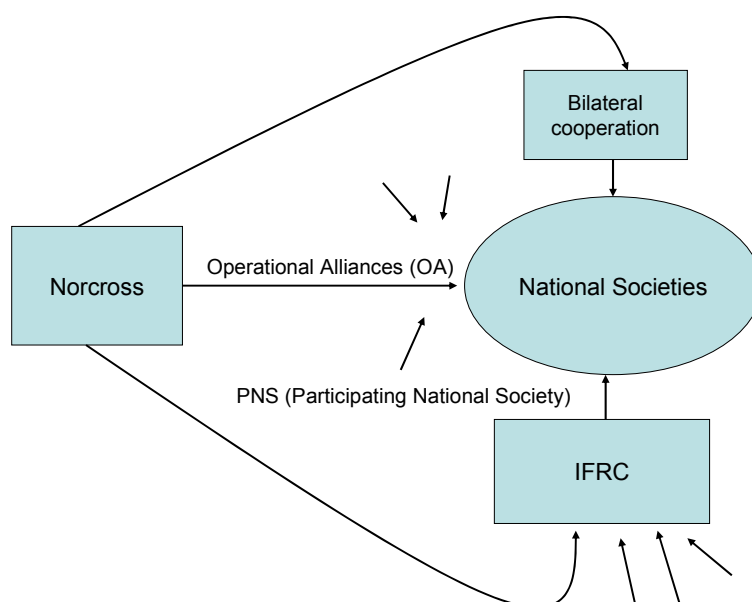 Bilateral
cooperation
Operational Alliances (OA)
Norcross
National Societies
PNS (Participating National Society)
IFRC